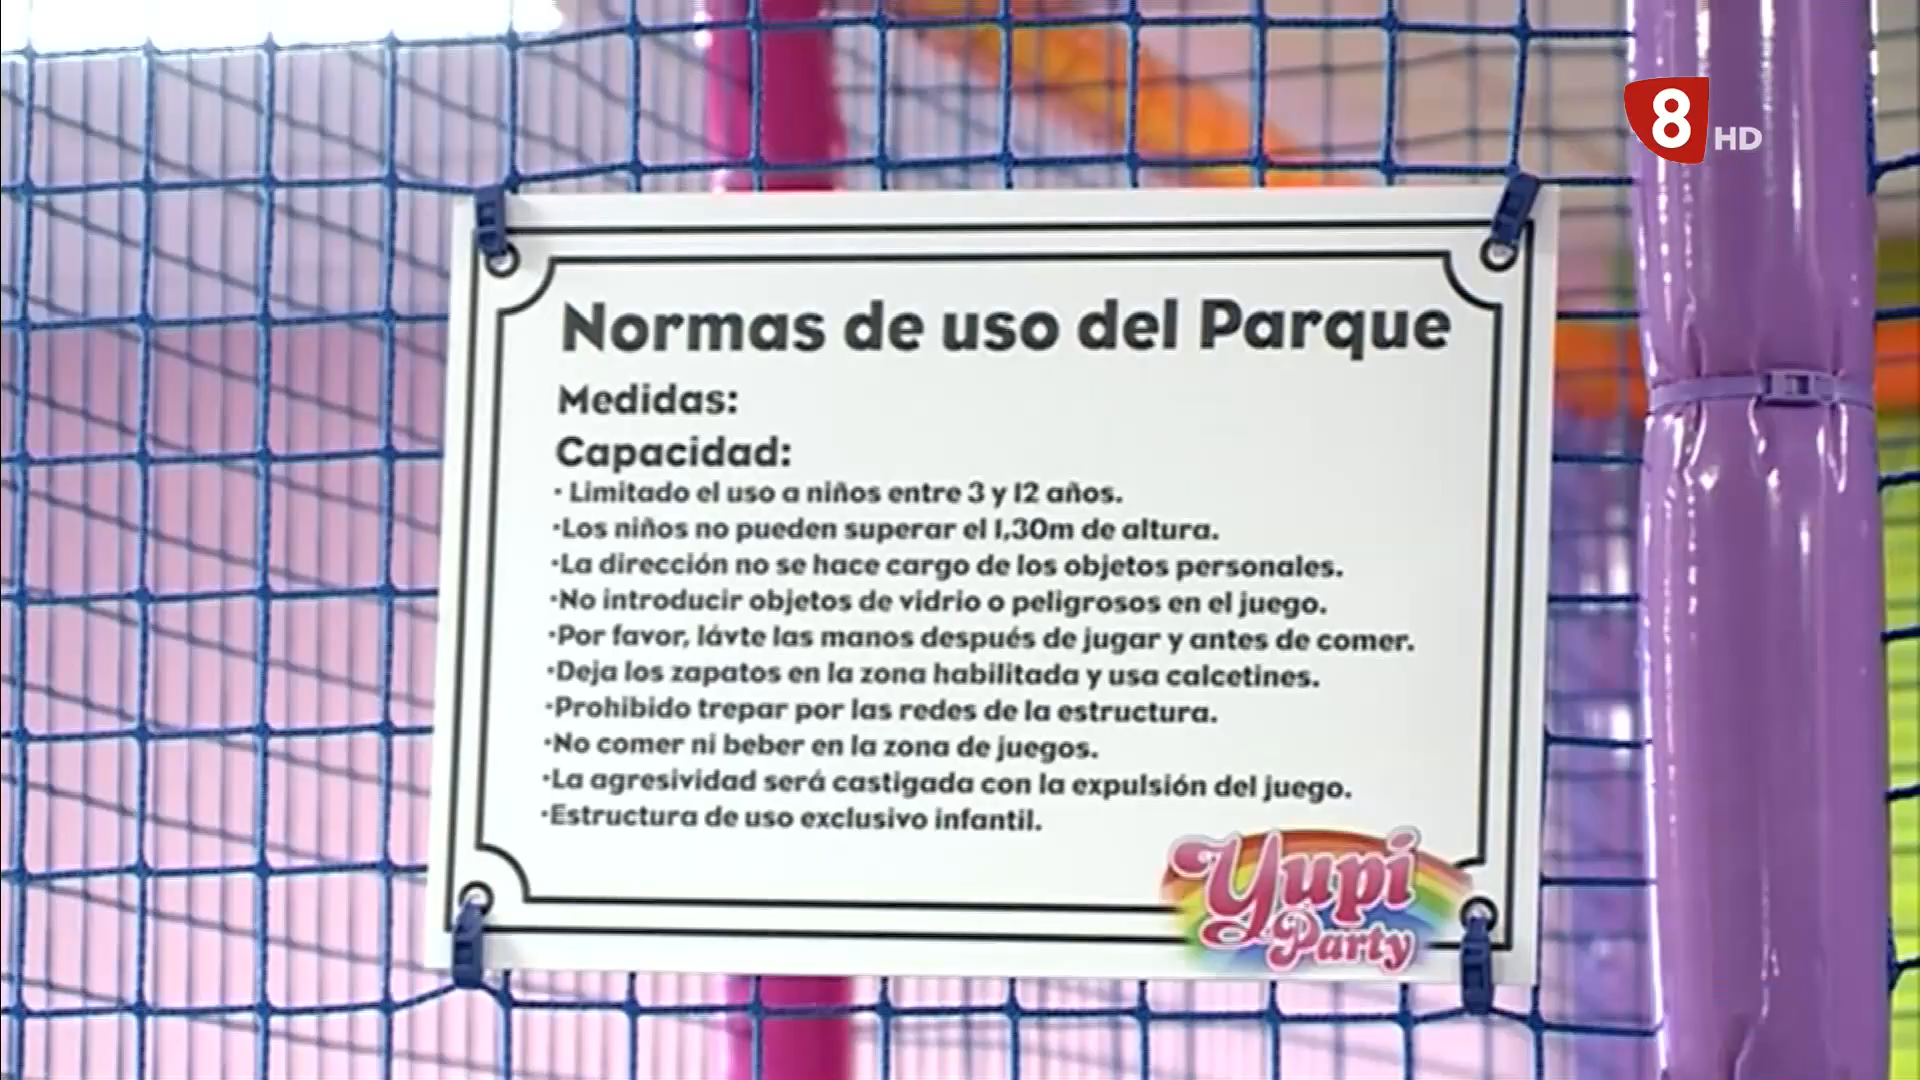 8 HD
Normas de uso del Parque
Medidas:
Capacidad:
· Limitado el uso a niños entre 3 y 12 años.
·Los niños no pueden superar el 1,30m de altura.
·La dirección no se hace cargo de los objetos personales.
·No introducir objetos de vidrio o peligrosos en el juego.
·Por favor, lávte las manos después de jugar y antes de comer.
·Deja los zapatos en la zona habilitada y usa calcetines.
·Prohibido trepar por las redes de la estructura.
·No comer ni beber en la zona de juegos.
·La agresividad será castigada con la expulsión del juego.
·Estructura de uso exclusivo infantil.
Yupi
Party